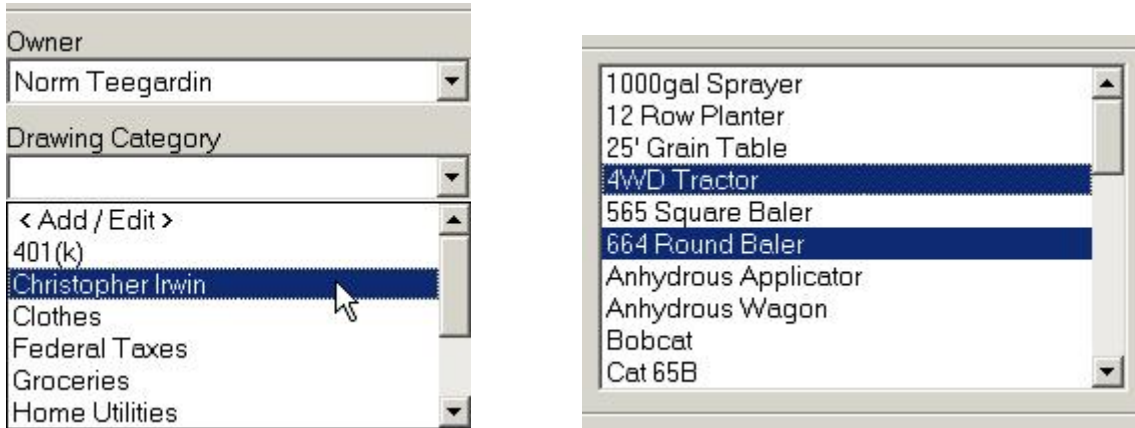 Owner
Norm Teegardin
Drawing Category
< Add / Edit >
401(k)
Christopher Irwin
Clothes
Federal Taxes
Groceries
Home Utilities
1000gal Sprayer
12 Row Planter
25' Grain Table
4WD Tractor
565 Square Baler
664 Round Baler
Anhydrous Applicator
Anhydrous Wagon
Bobcat
Cat 65B